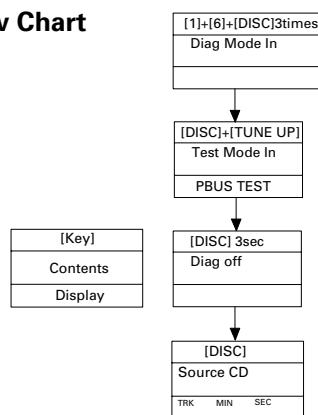 Chart
[1]+[6]+[DISC]3times
Diag Mode In
[DISC]+[TUNE UP]
Test Mode In
PBUS TEST
[Key]
Contents
Display
[DISC] 3sec
Diag off
[DISC]
Source CD
TRK MIN SEC